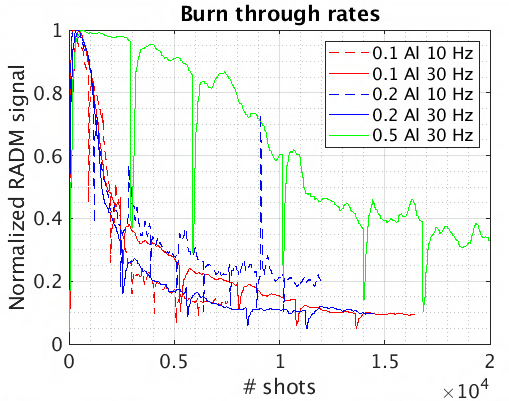 Burn through rates
Normalized RADM signal
1
0.8
0.6
0.4
0.2
0
0.1 Al 10 Hz
0.1 Al 30 Hz
0.2 Al 10 Hz
0.2 Al 30 Hz
0.5 Al 30 Hz
0 0.5 1 1.5 2
# shots
×10⁴